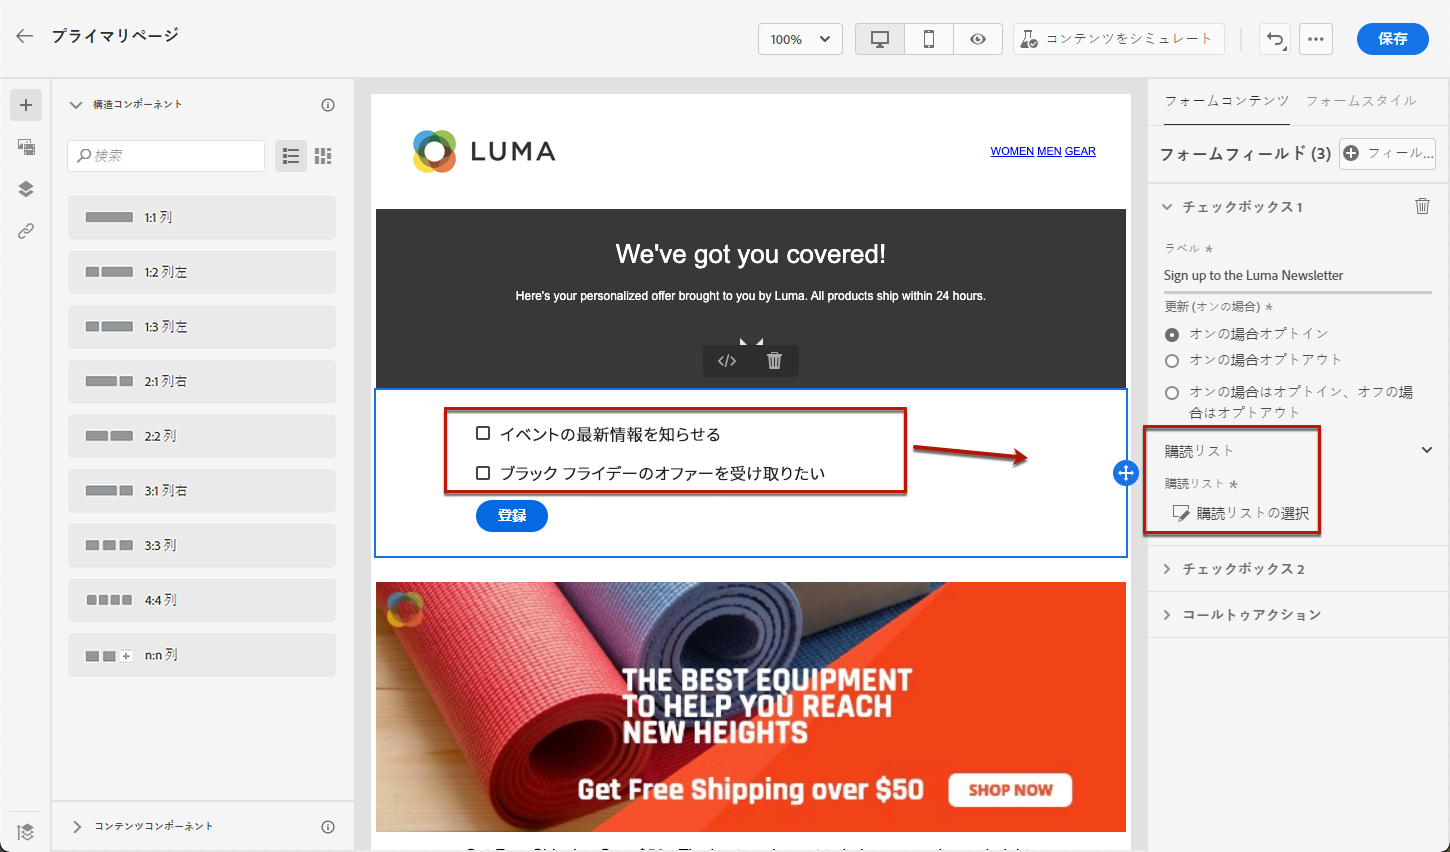 プライマリページ
100%
コンテンツをシミュレート
保存
構造コンポーネント
検索
1:1 列
1:2 列左
1:3 列左
2:1 列右
2:2 列
3:1 列右
3:3 列
4:4 列
n:n 列
コンテンツコンポーネント
LUMA
WOMEN MEN GEAR
We've got you covered!
Here's your personalized offer brought to you by Luma. All products ship within 24 hours.
イベントの最新情報を知らせる
ブラック フライデーのオファーを受け取りたい
登録
THE BEST EQUIPMENT
TO HELP YOU REACH
NEW HEIGHTS
Get Free Shipping over $50
SHOP NOW
フォームコンテンツ
フォームスタイル
フォームフィールド (3)
フィール...
チェックボックス 1
ラベル *
Sign up to the Luma Newsletter
更新 (オンの場合) *
オンの場合オプトイン
オンの場合オプトアウト
オンの場合はオプトイン、オフの場
合はオプトアウト
購読リスト
購読リスト *
購読リストの選択
チェックボックス 2
コールトゥアクション